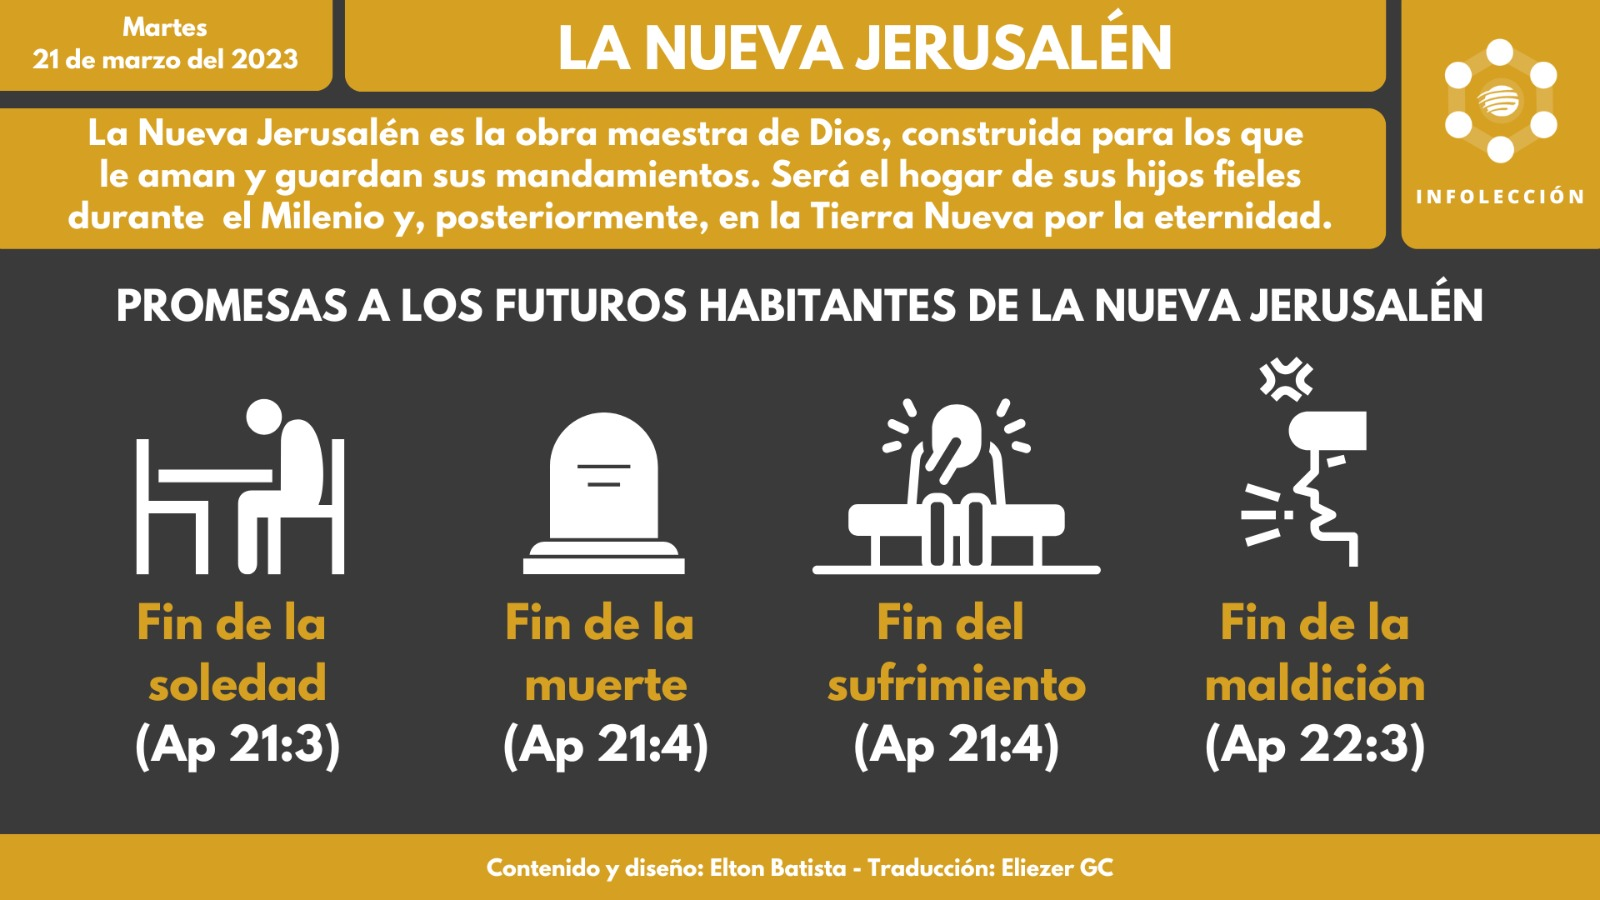 Martes
21 de marzo del 2023
LA NUEVA JERUSALÉN
INFOLECCIÓN
La Nueva Jerusalén es la obra maestra de Dios, construida para los que
le aman y guardan sus mandamientos. Será el hogar de sus hijos fieles
durante  el Milenio y, posteriormente, en la Tierra Nueva por la eternidad.
PROMESAS A LOS FUTUROS HABITANTES DE LA NUEVA JERUSALÉN
Fin de la
soledad
(Ap 21:3)
Fin de la
muerte
(Ap 21:4)
Fin del
sufrimiento
(Ap 21:4)
Fin de la
maldición
(Ap 22:3)
Contenido y diseño: Elton Batista - Traducción: Eliezer GC